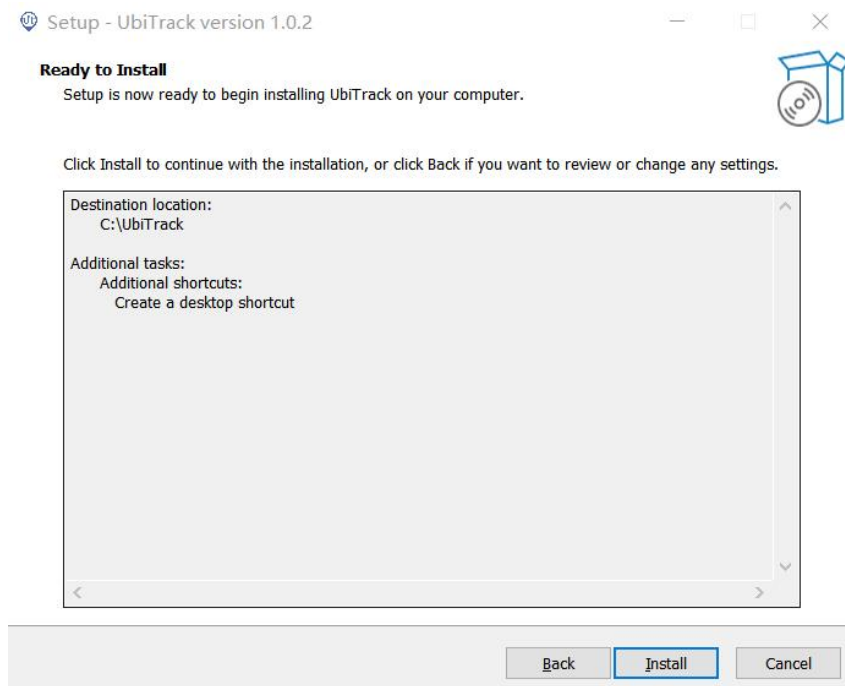 Setup - UbiTrack version 1.0.2
Ready to Install
Setup is now ready to begin installing UbiTrack on your computer.
Click Install to continue with the installation, or click Back if you want to review or change any settings.
Destination location:
C:\UbiTrack
Additional tasks:
Additional shortcuts:
Create a desktop shortcut
Back Install Cancel